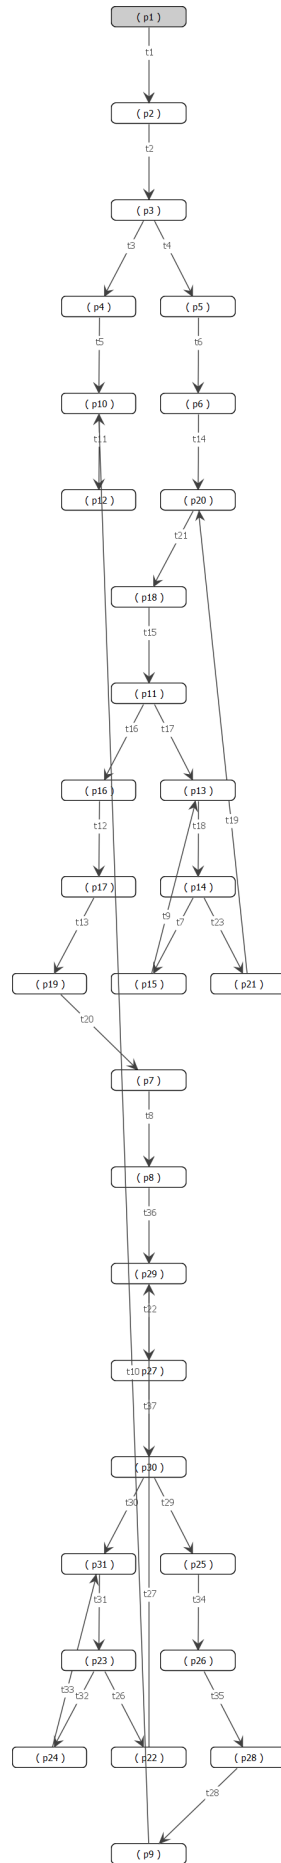 ( p1 )
t1
( p2 )
t2
( p3 )
t3 t4
( p4 ) ( p5 )
t5 t6
( p10 ) ( p6 )
t11 t14
( p12 ) ( p20 )
t21
( p18 )
t15
( p11 )
t16 t17
( p16 ) ( p13 )
t12 t18 t19
( p17 ) ( p14 )
t13 t9 t7 t23
( p19 ) ( p15 ) ( p21 )
t20
( p7 )
t8
( p8 )
t36
( p29 )
t22
t10 ( p27 )
t37
( p30 )
t30 t29
( p31 ) ( p25 )
t31 t27 t34
( p23 ) ( p26 )
t33 t32 t26 t35
( p24 ) ( p22 ) ( p28 )
t28
( p9 )